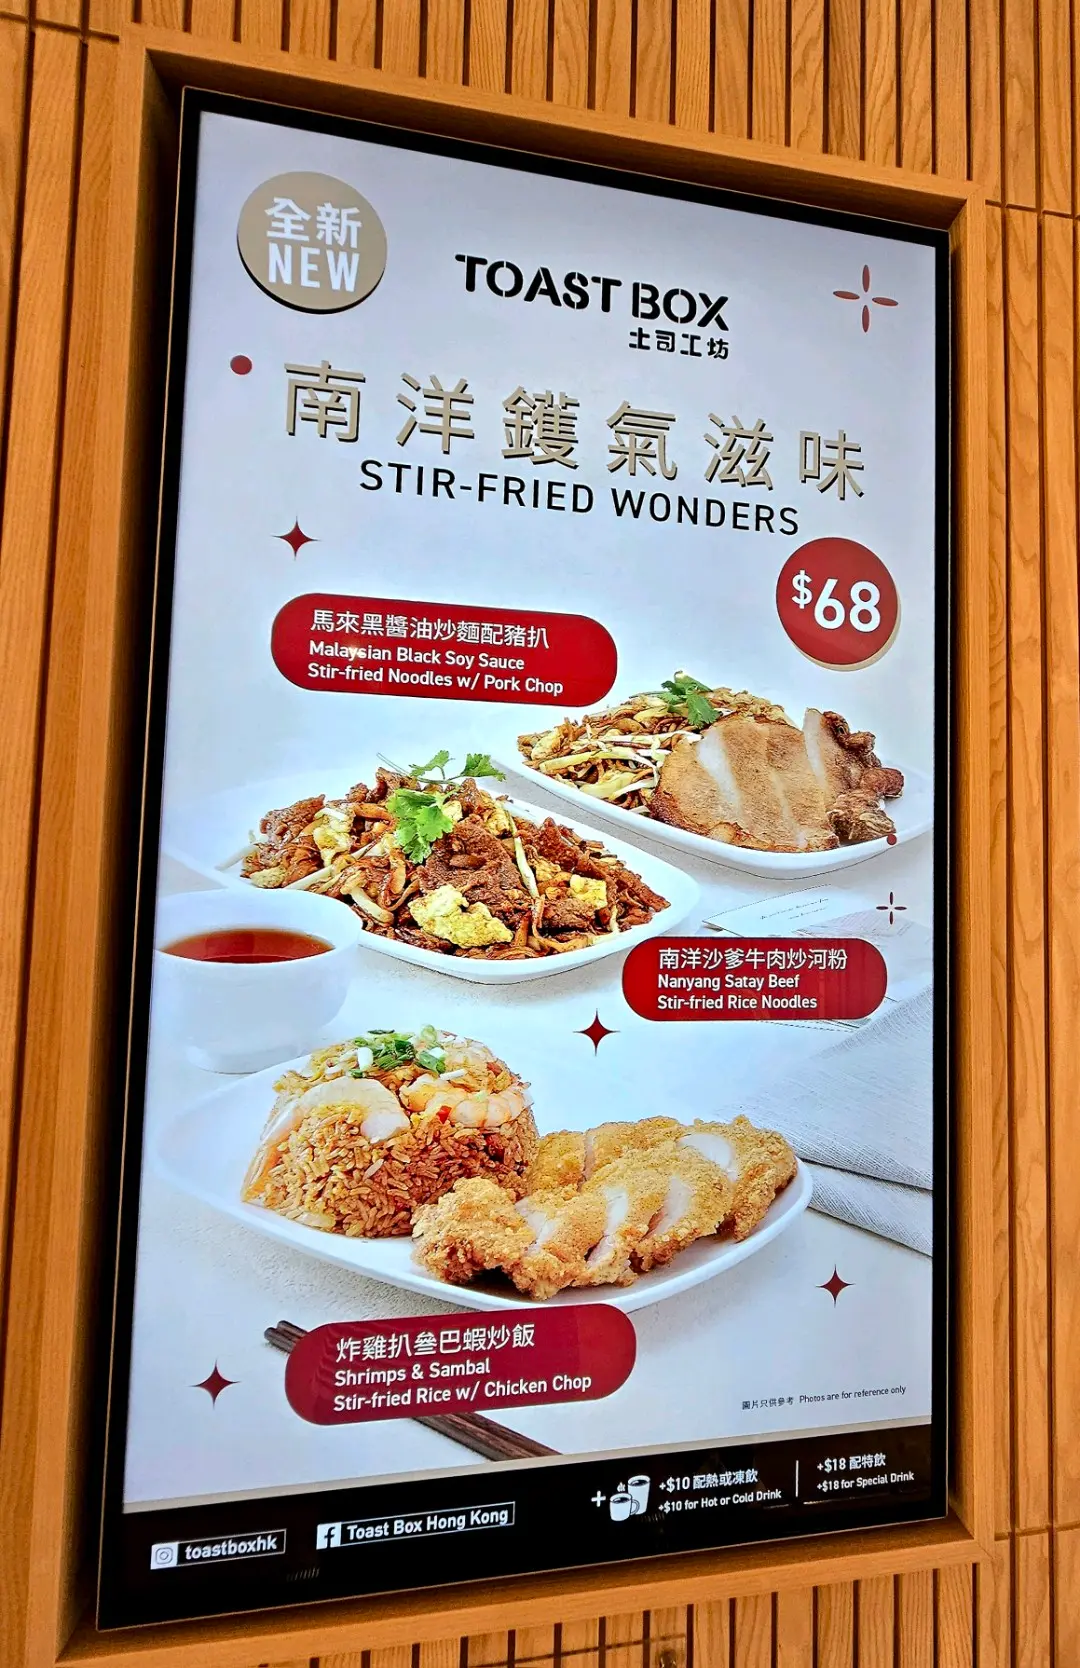 全新
NEW
TOAST BOX
土司工坊
南洋鑊氣滋味
STIR-FRIED WONDERS
$68
馬來黑醬油炒麵配豬扒
Malaysian Black Soy Sauce
Stir-fried Noodles w/ Pork Chop
南洋沙爹牛肉炒河粉
Nanyang Satay Beef
Stir-fried Rice Noodles
炸雞扒叁巴蝦炒飯
Shrimps & Sambal
Stir-fried Rice w/ Chicken Chop
圖片只供參考 Photos are for reference only
+$10 配熱或凍飲
+$10 for Hot or Cold Drink
+$18 配特飲
+$18 for Special Drink
toastboxhk
Toast Box Hong Kong